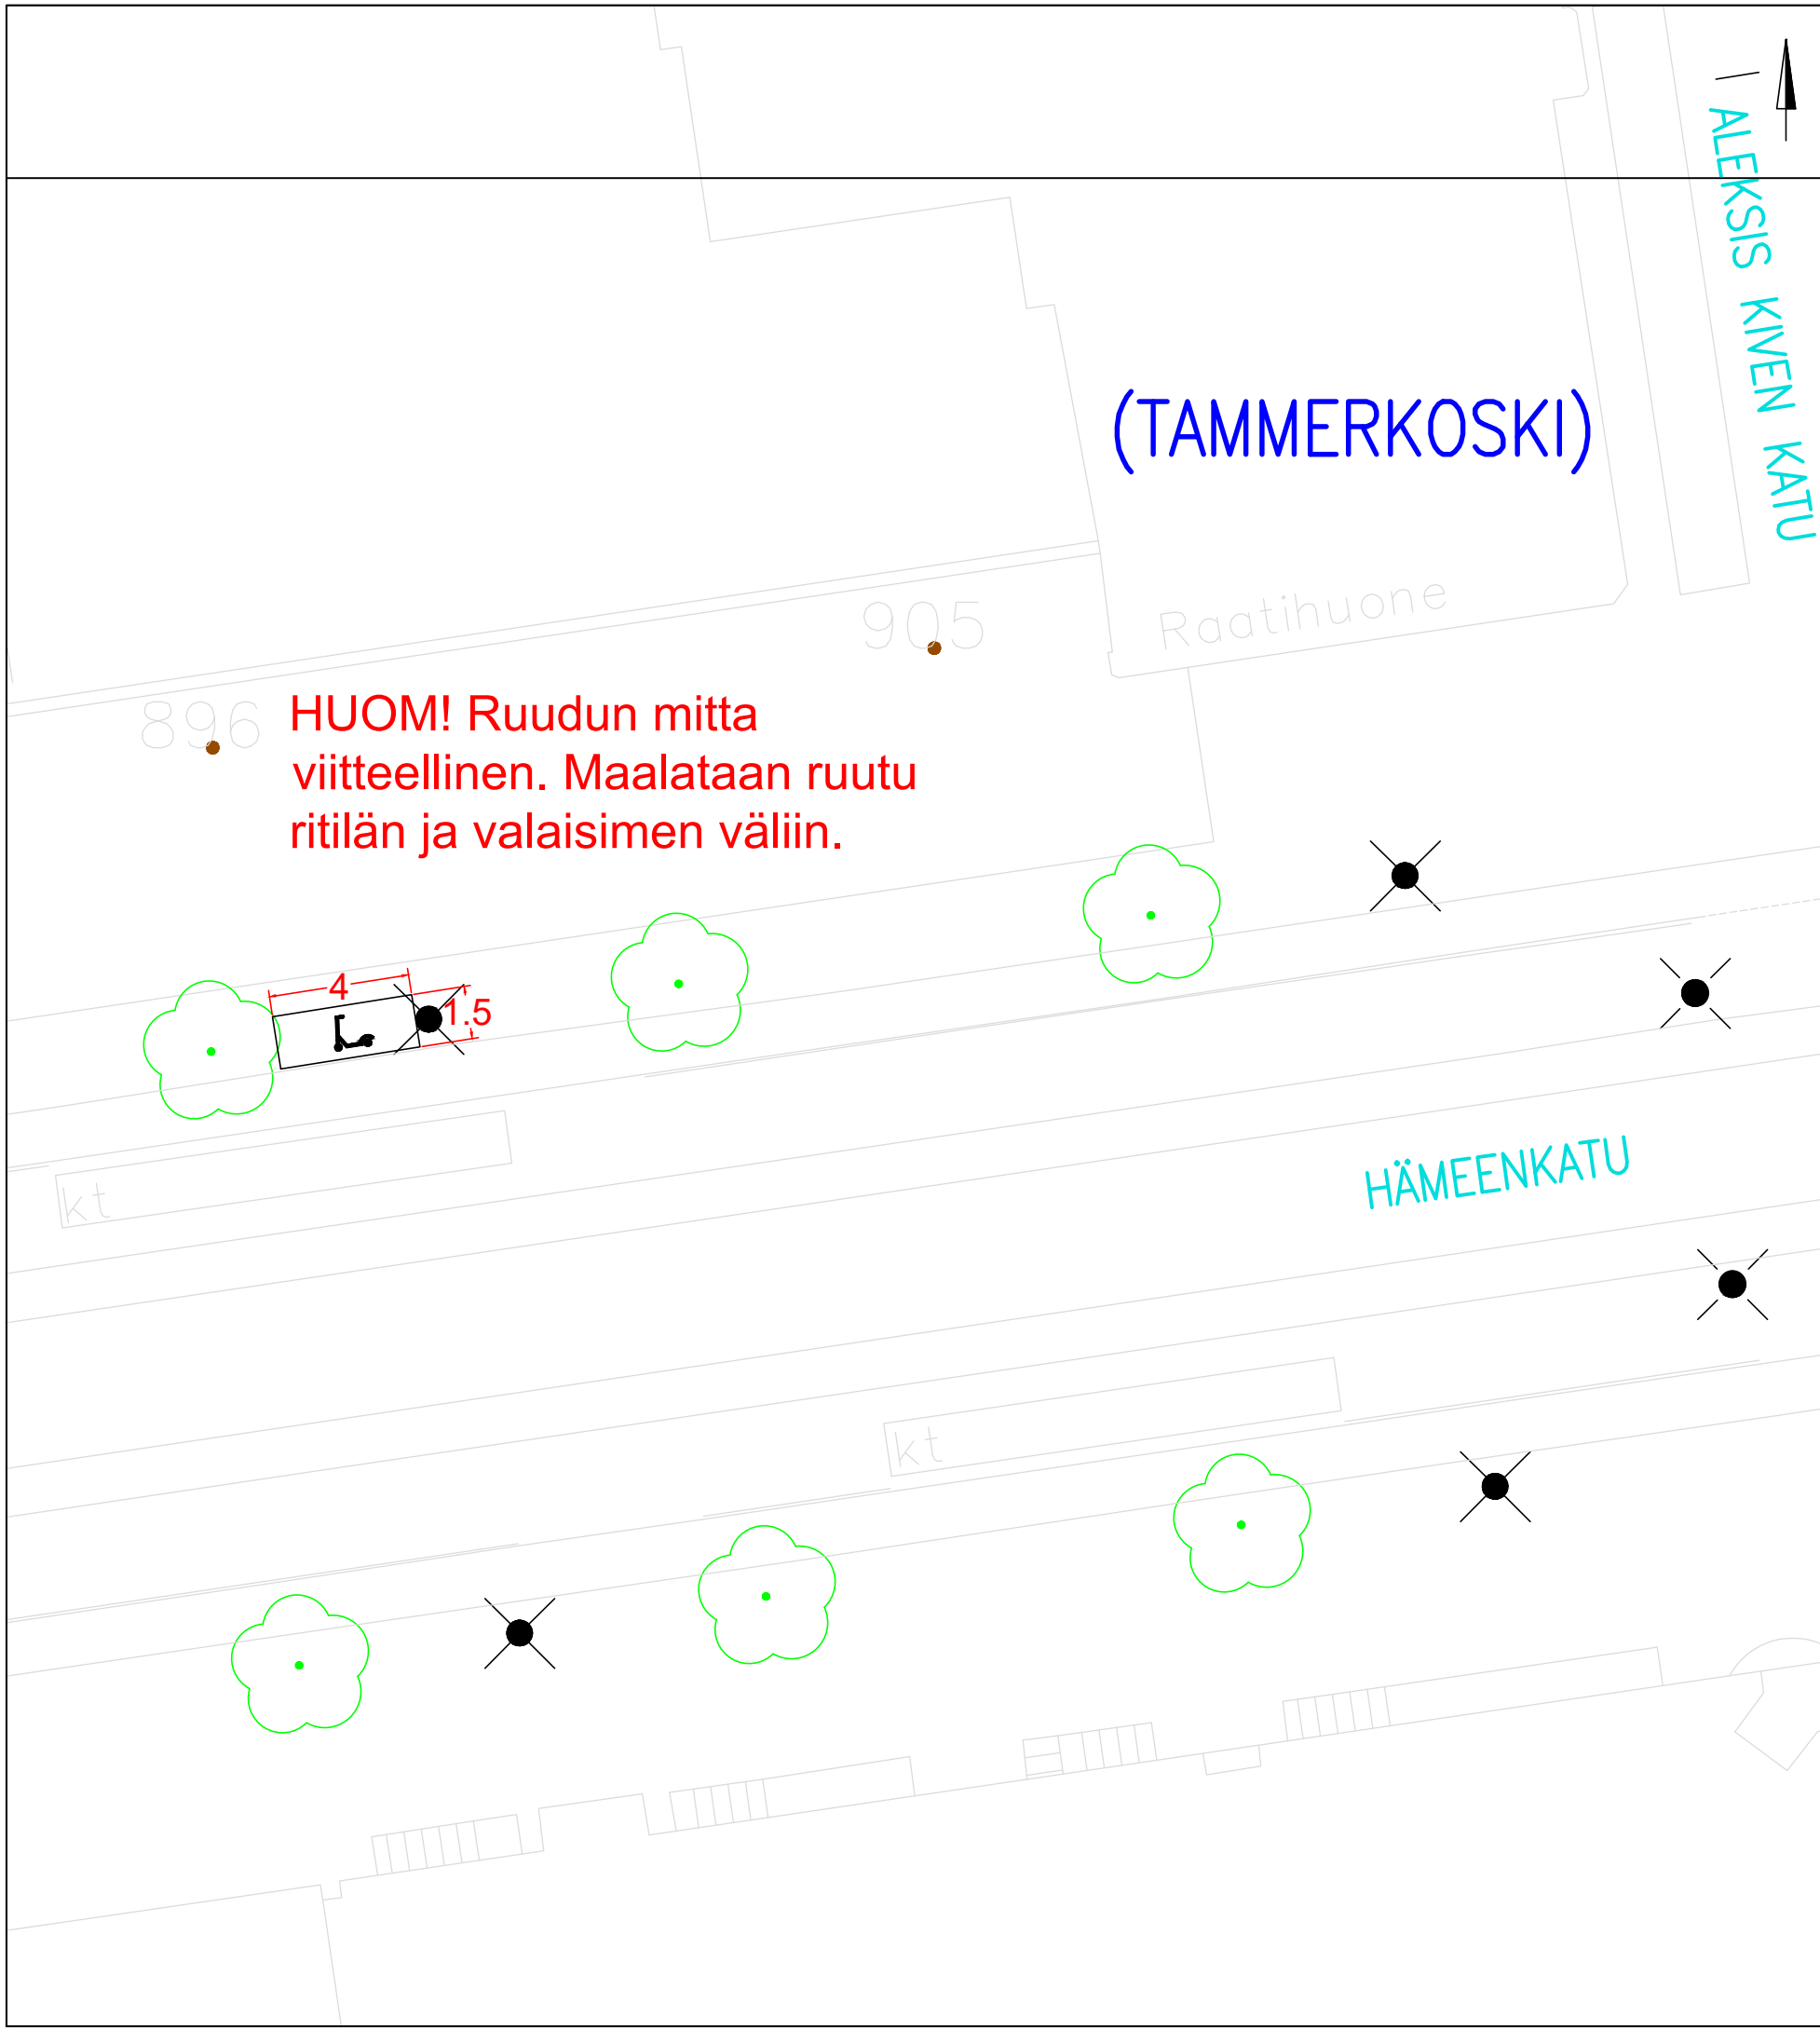 ALEKSIS KIVEN KATU
(TAMMERKOSKI)
905
Raatihuone
896
HUOM! Ruudun mitta
viitteellinen. Maalataan ruutu
ritilän ja valaisimen väliin.
4
1.5
HÄMEENKATU
kt
kt